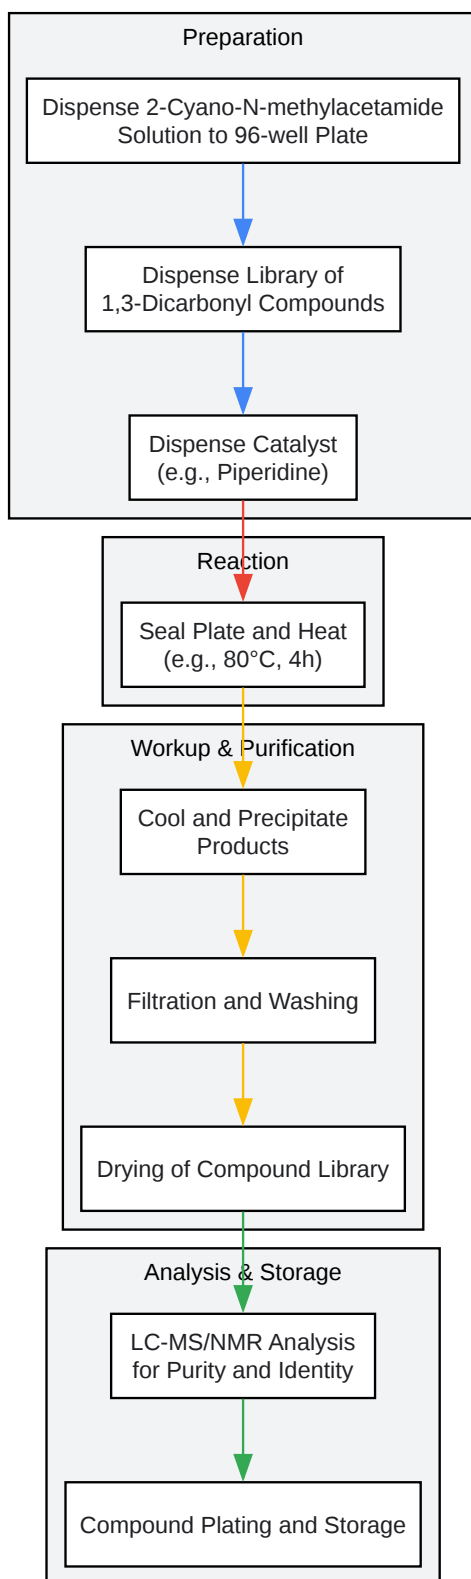 Preparation
Dispense 2-Cyano-N-methylacetamide
Solution to 96-well Plate
Dispense Library of
1,3-Dicarbonyl Compounds
Dispense Catalyst
(e.g., Piperidine)
Reaction
Seal Plate and Heat
(e.g., 80°C, 4h)
Workup & Purification
Cool and Precipitate
Products
Filtration and Washing
Drying of Compound Library
Analysis & Storage
LC-MS/NMR Analysis
for Purity and Identity
Compound Plating and Storage